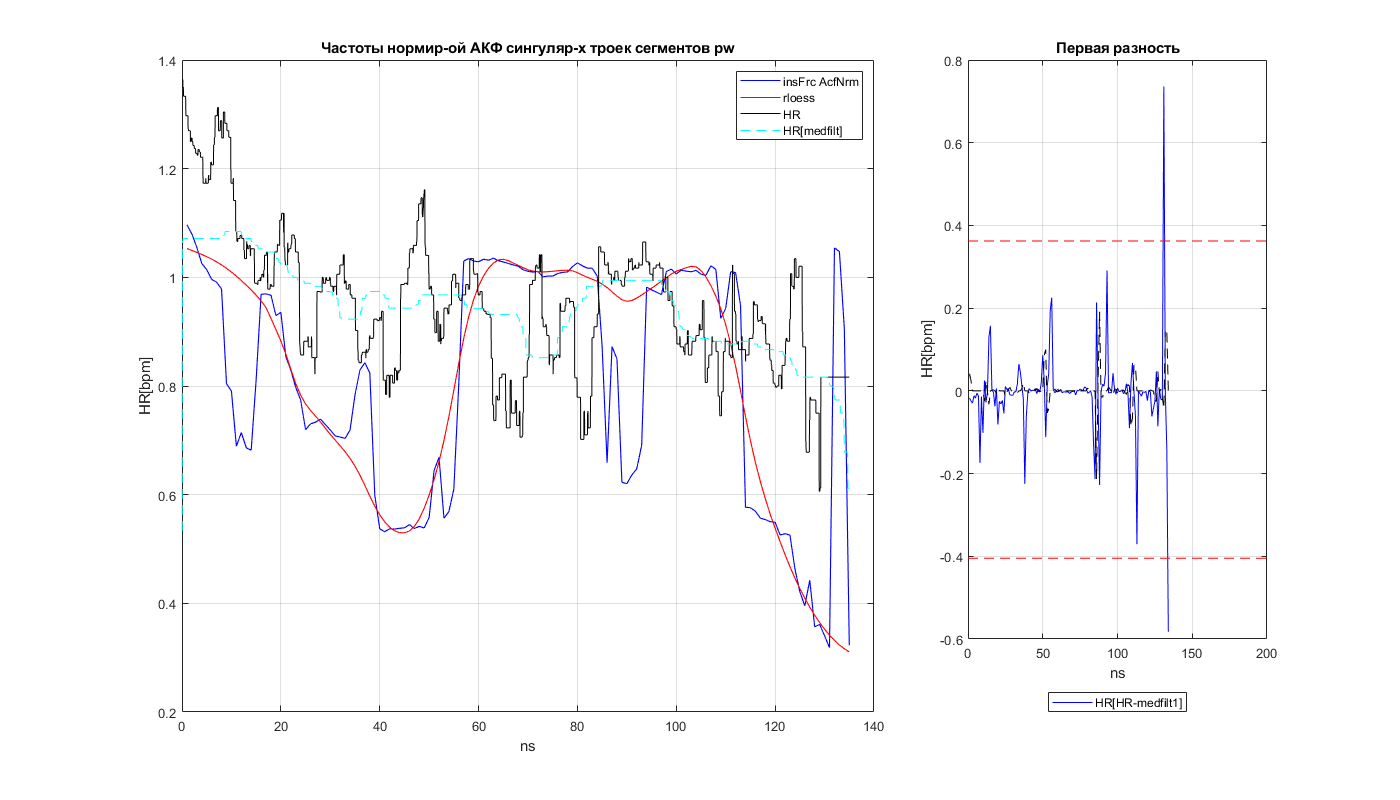 Частоты нормир-ой АКФ сингуляр-х троек сегментов pw
1.4
1.2
1
0.8
0.6
0.4
0.2
HR[bpm]
insFrc AcfNrm
rloess
HR
HR[medfilt]
0
20
40
60
80
100
120
140
ns
Первая разность
0.8
0.6
0.4
0.2
0
-0.2
-0.4
-0.6
HR[bpm]
0
50
100
150
200
ns
HR[HR-medfilt1]